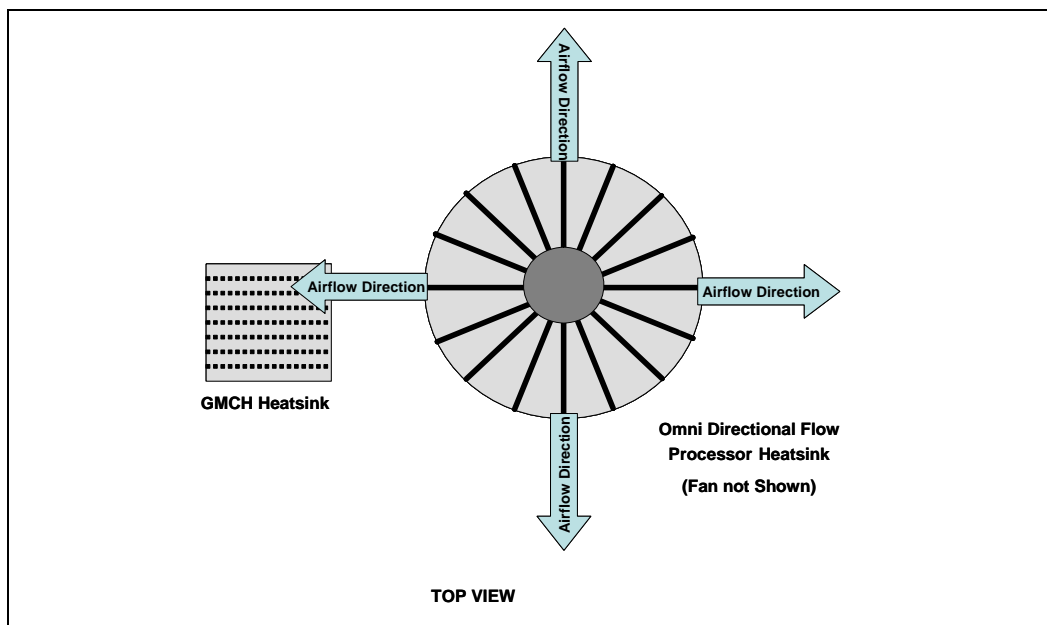 Airflow Direction
Airflow Direction
Airflow Direction
GMCH Heatsink
Airflow Direction
Omni Directional Flow
Processor Heatsink
(Fan not Shown)
TOP VIEW